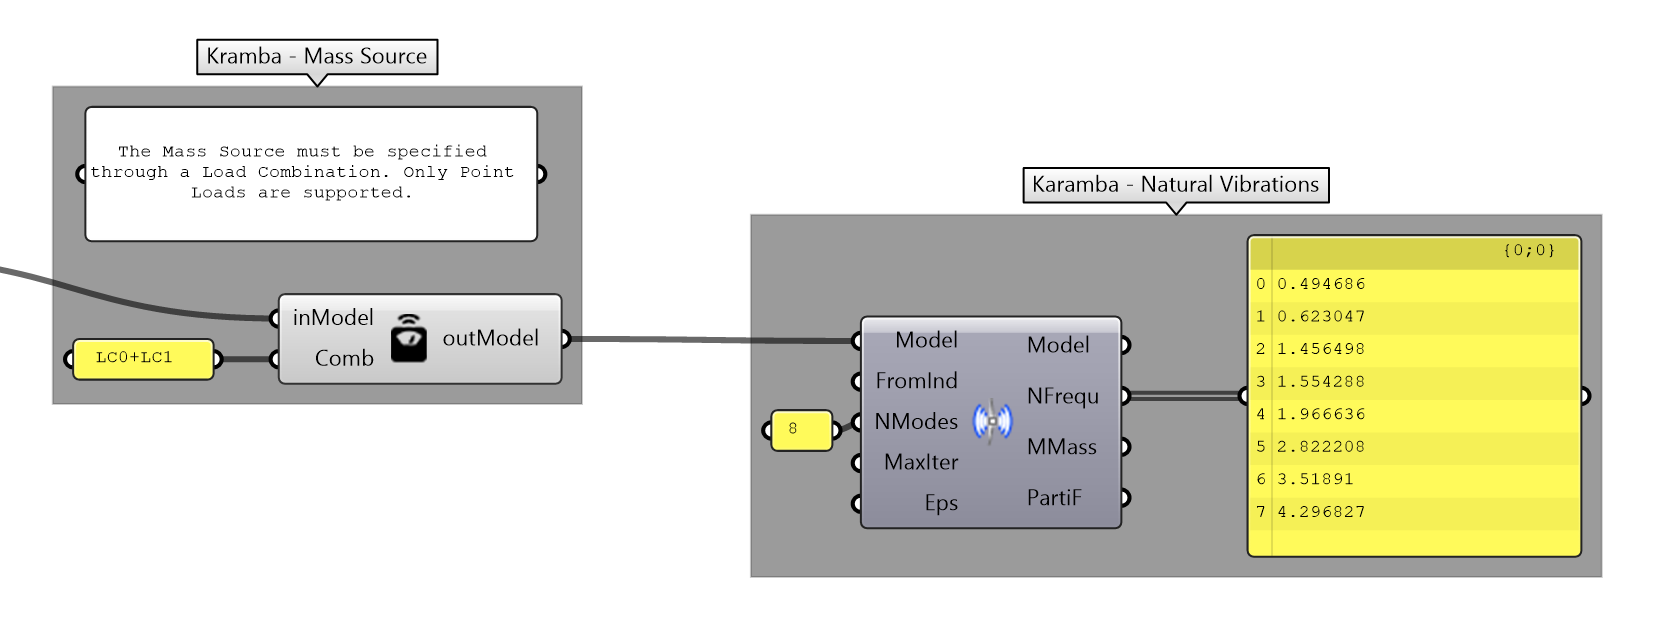 Kramba - Mass Source
The Mass Source must be specified
through a Load Combination. Only Point
Loads are supported.
inModel
Comb
outModel
LC0+LC1
Karamba - Natural Vibrations
Model
FromInd
NModes
MaxIter
Eps
Model
NFrequ
MMass
PartiF
8
{0;0}
0 0.494686
1 0.623047
2 1.456498
3 1.554288
4 1.966636
5 2.822208
6 3.51891
7 4.296827